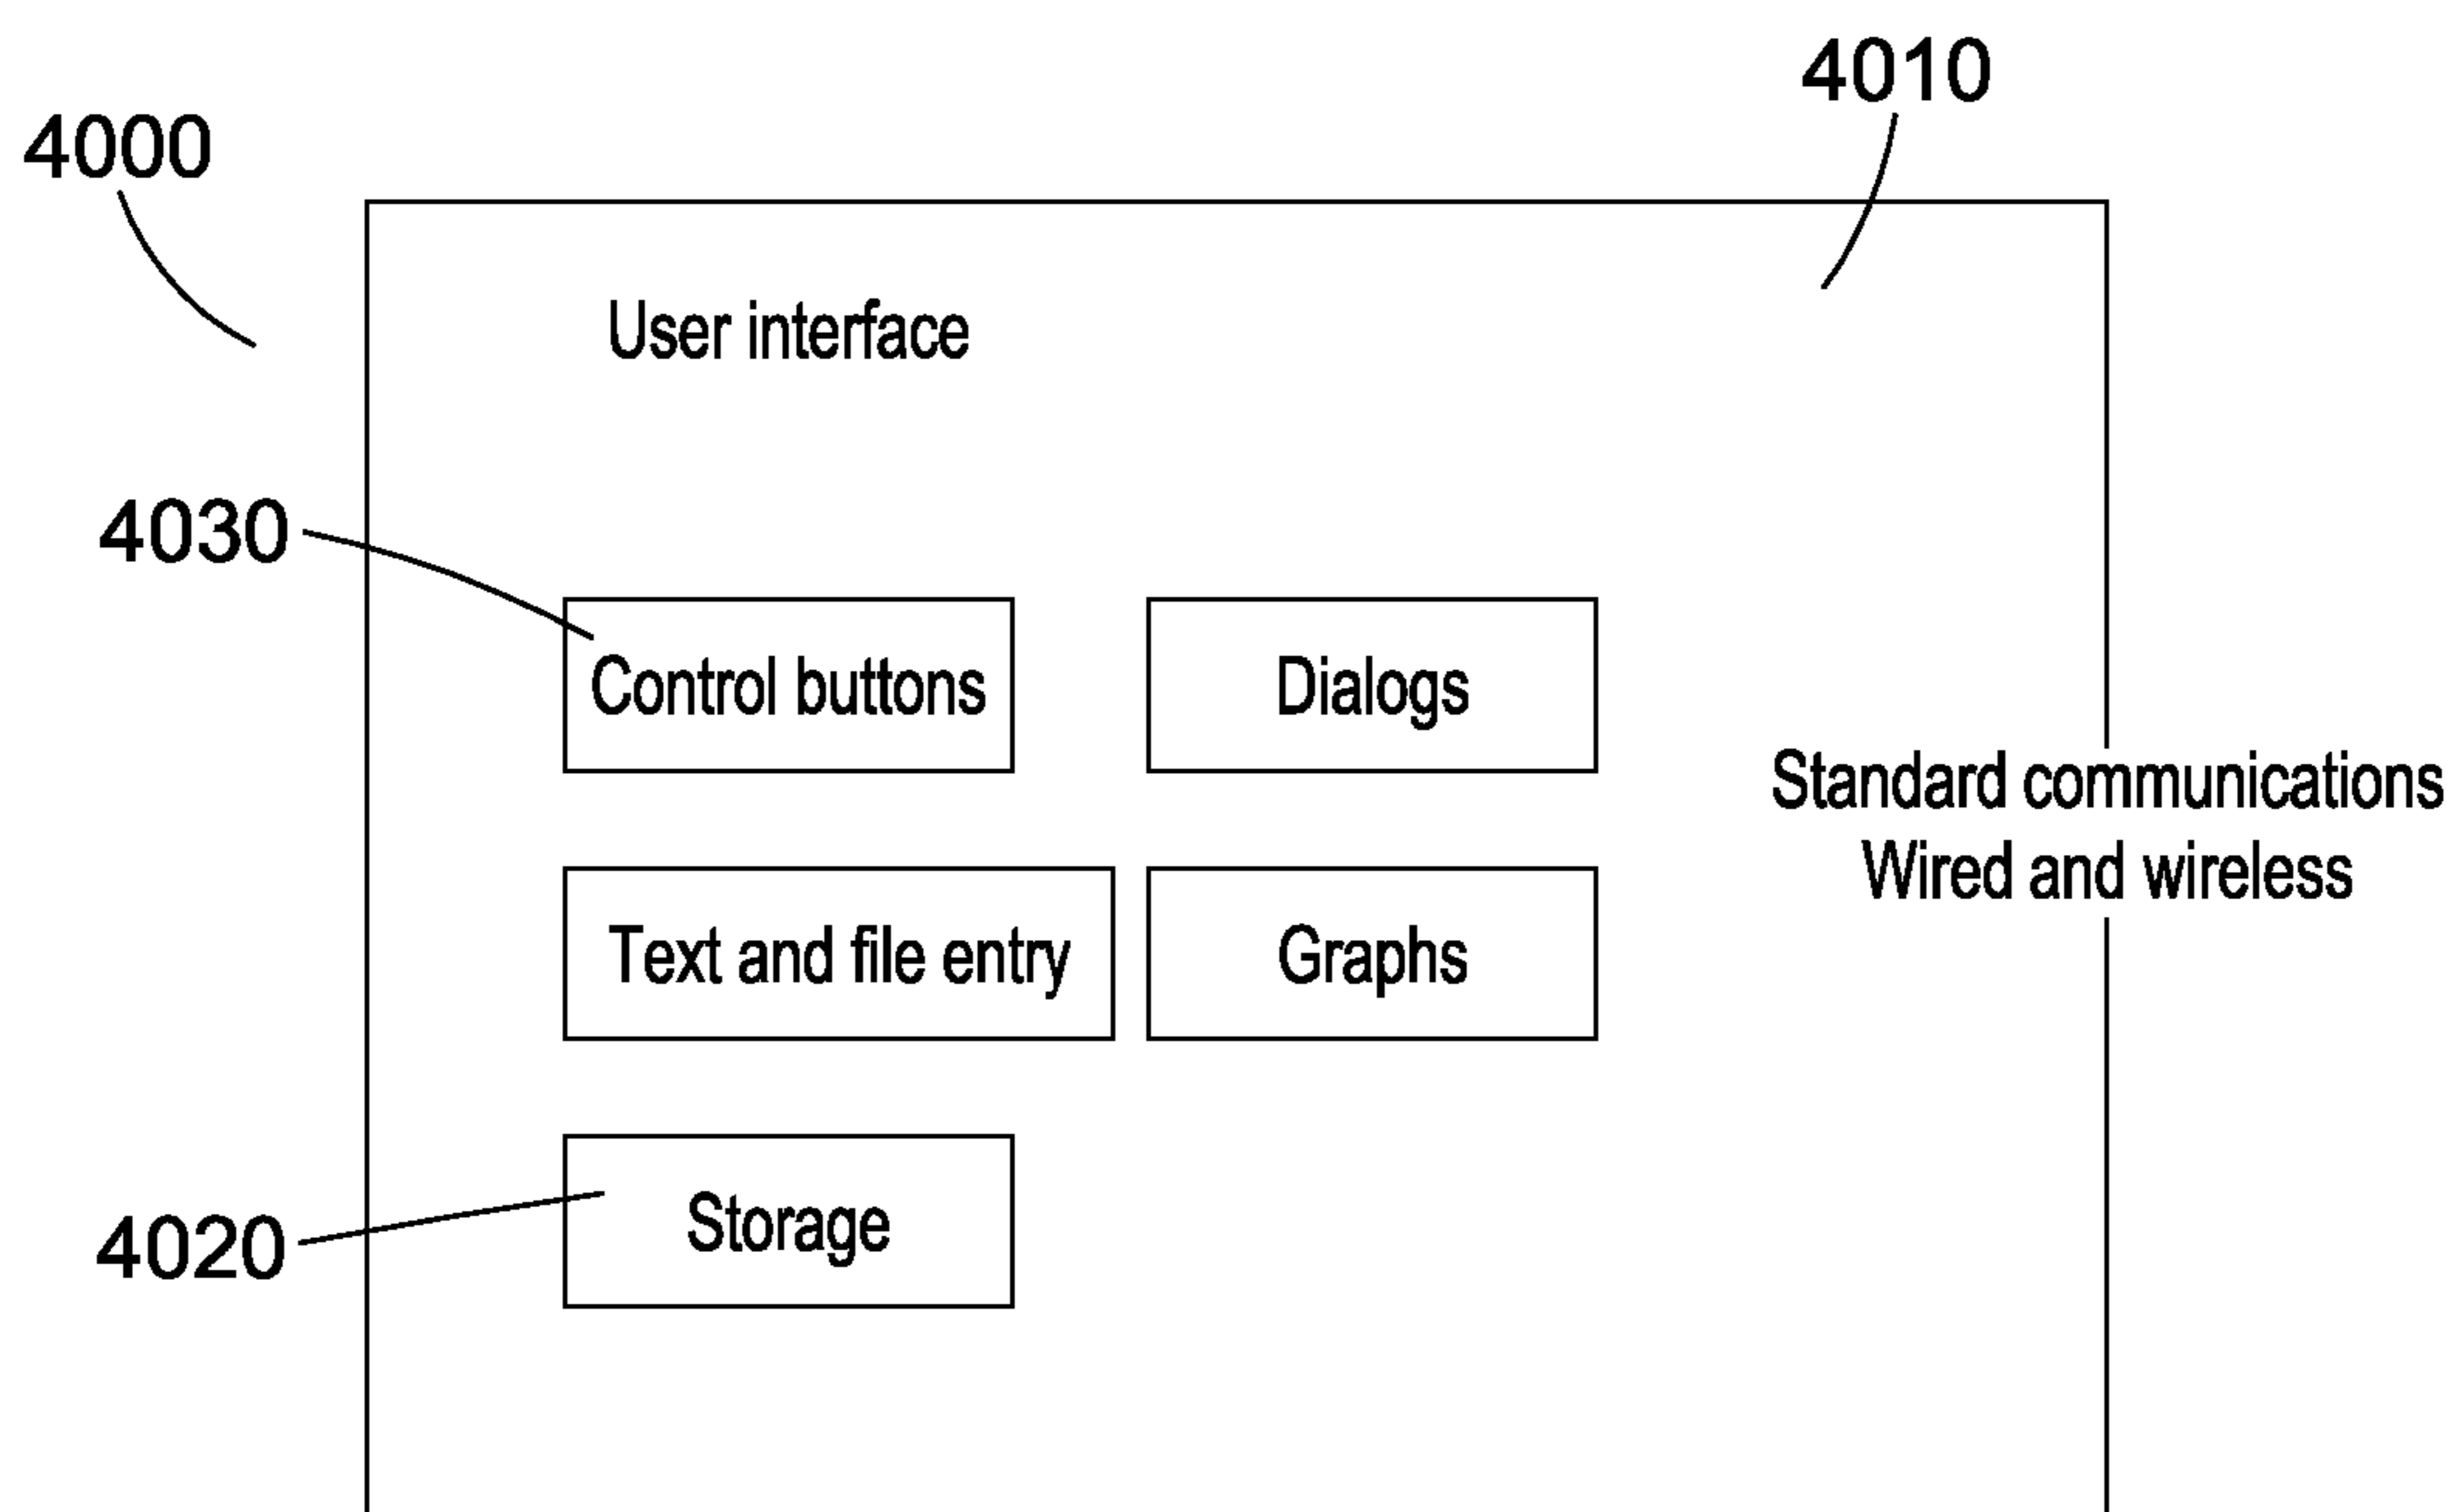 4010
4000
User interface
4030
Control buttons
Dialogs
Standard communications
Wired and wireless
Text and file entry
Graphs
Storage
4020